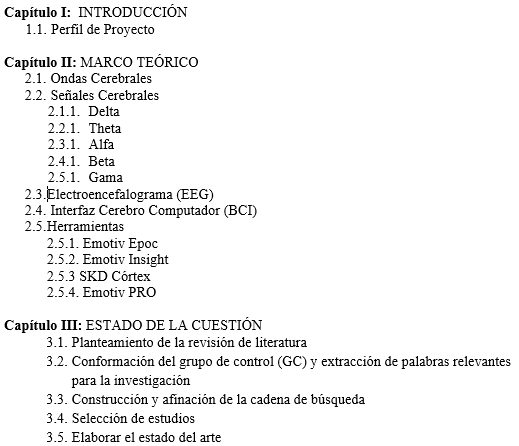 Capítulo I: INTRODUCCIÓN
1.1. Perfil de Proyecto
Capítulo II: MARCO TEÓRICO
2.1. Ondas Cerebrales
2.2. Señales Cerebrales
2.1.1. Delta
2.2.1. Theta
2.3.1. Alfa
2.4.1. Beta
2.5.1. Gama
2.3.Electroencefalograma (EEG)
2.4. Interfaz Cerebro Computador (BCI)
2.5.Herramientas
2.5.1. Emotiv Epoc
2.5.2. Emotiv Insight
2.5.3 SKD Córtex
2.5.4. Emotiv PRO
Capítulo III: ESTADO DE LA CUESTIÓN
3.1. Planteamiento de la revisión de literatura
3.2. Conformación del grupo de control (GC) y extracción de palabras relevantes
para la investigación
3.3. Construcción y afinación de la cadena de búsqueda
3.4. Selección de estudios
3.5. Elaborar el estado del arte